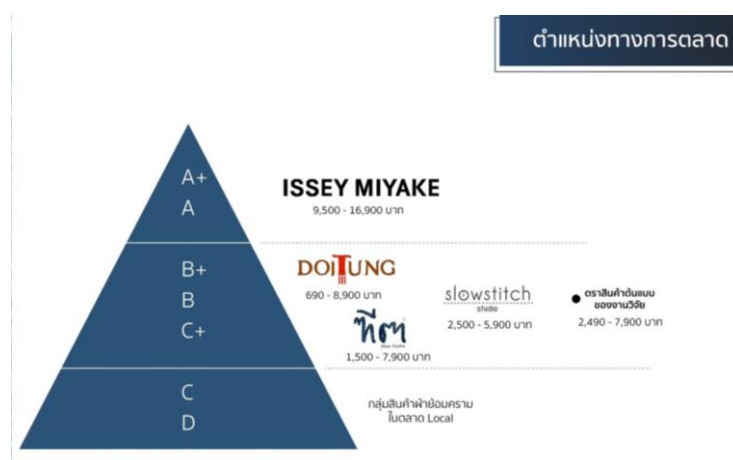 ตำแหน่งทางการตลาด
A+
A
ISSEY MIYAKE
9,500 - 16,900 บาท
B+
B
C+
DOITUNG
690 - 8,900 บาท
ฑีตา
1,500 - 7,900 บาท
slowstitch
studio
2,500 - 5,900 บาท
ตราสินค้าต้นแบบ
ของงานวิจัย
2,490 - 7,900 บาท
C
D
กลุ่มสินค้าผ้าย้อมคราม
ในตลาด Local